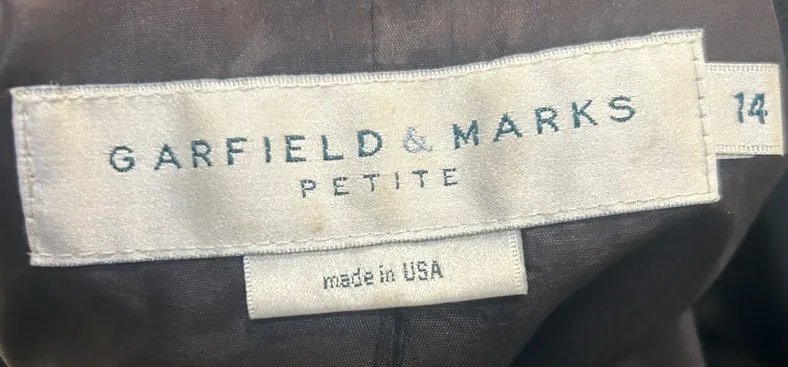 GARFIELD & MARKS
PETITE
14
made in USA